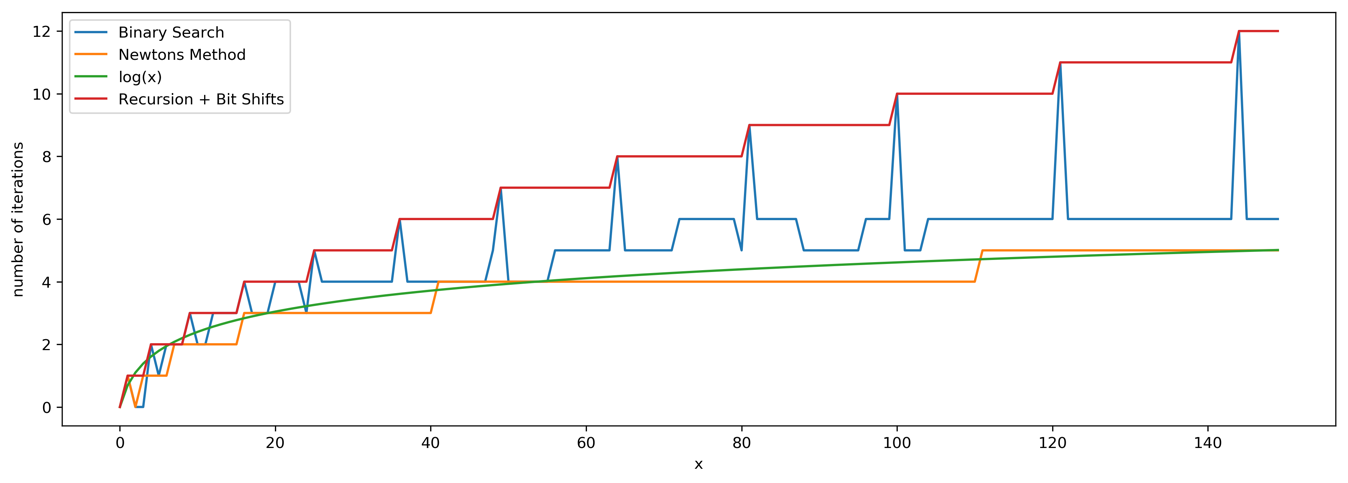 Binary Search
Newtons Method
log(x)
Recursion + Bit Shifts
number of iterations
12
10
8
6
4
2
0
0 20 40 60 80 100 120 140
x